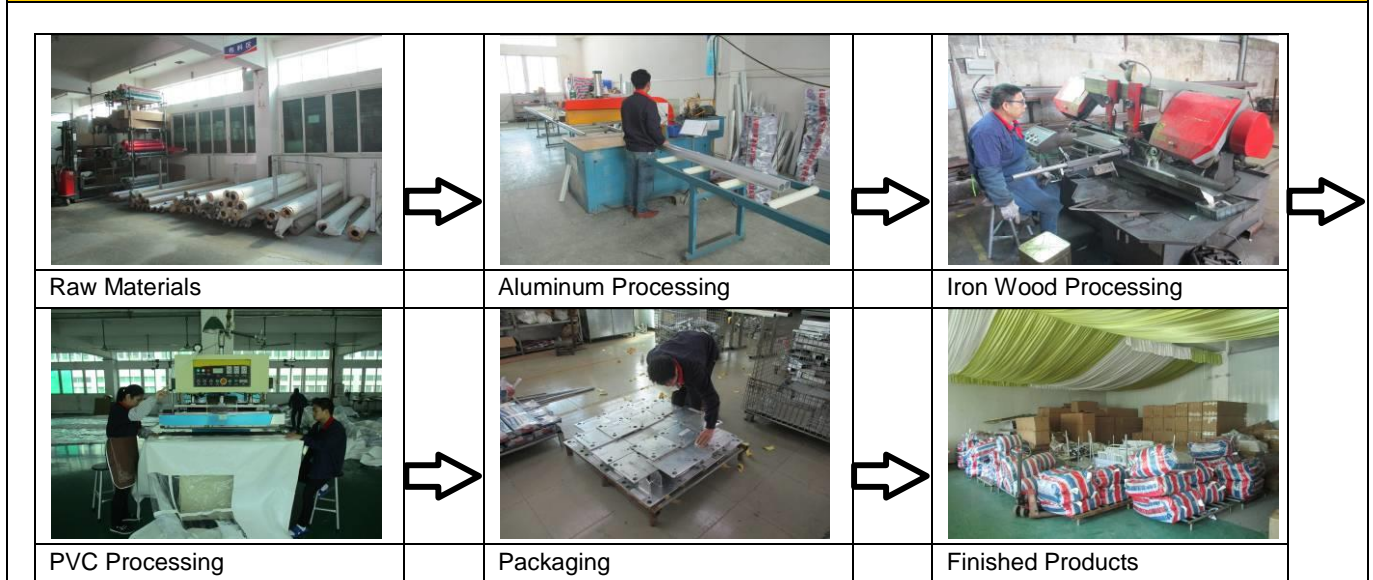 Raw Materials
Aluminum Processing
Iron Wood Processing
PVC Processing
Packaging
Finished Products